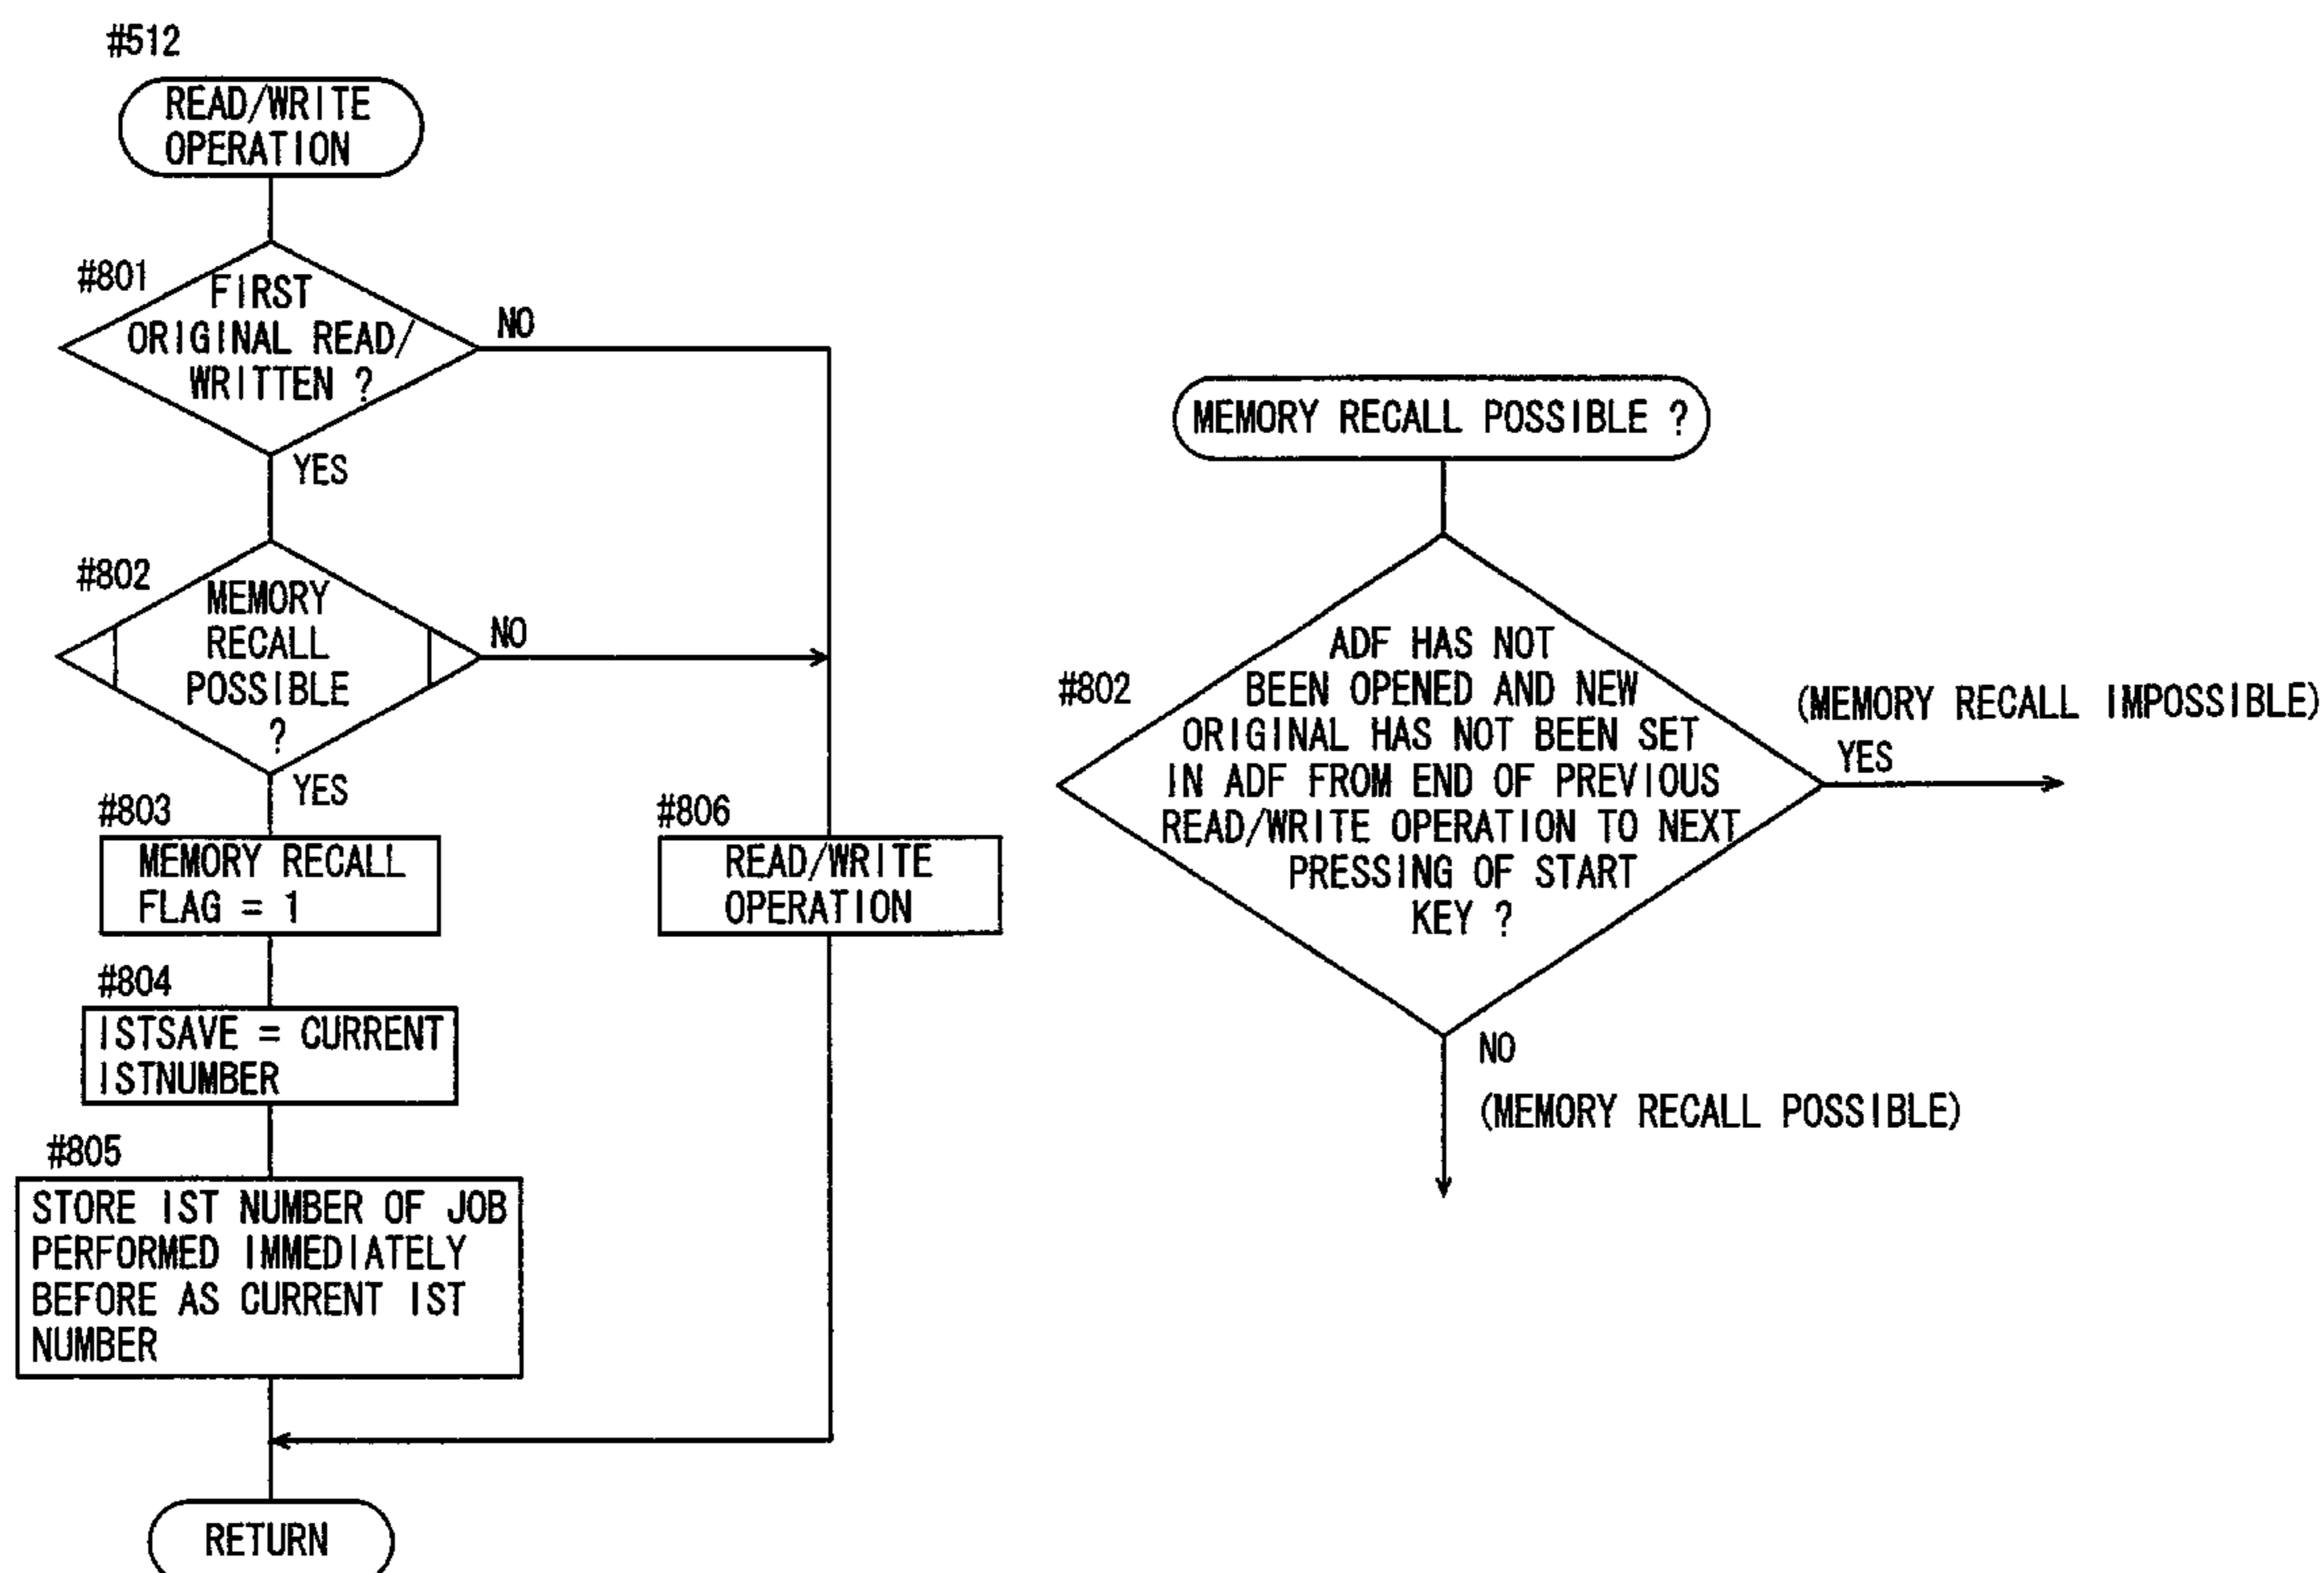 #512
READ/WRITE
OPERATION
#801
FIRST
ORIGINAL READ/
WRITTEN ?
NO
YES
#802
MEMORY
RECALL
POSSIBLE
?
NO
YES
#803
MEMORY RECALL
FLAG = 1
#804
ISTSAVE = CURRENT
ISTNUMBER
#805
STORE IST NUMBER OF JOB
PERFORMED IMMEDIATELY
BEFORE AS CURRENT IST
NUMBER
#806
READ/WRITE
OPERATION
RETURN
MEMORY RECALL POSSIBLE ?
#802
ADF HAS NOT
BEEN OPENED AND NEW
ORIGINAL HAS NOT BEEN SET
IN ADF FROM END OF PREVIOUS
READ/WRITE OPERATION TO NEXT
PRESSING OF START
KEY ?
(MEMORY RECALL IMPOSSIBLE)
YES
NO
(MEMORY RECALL POSSIBLE)